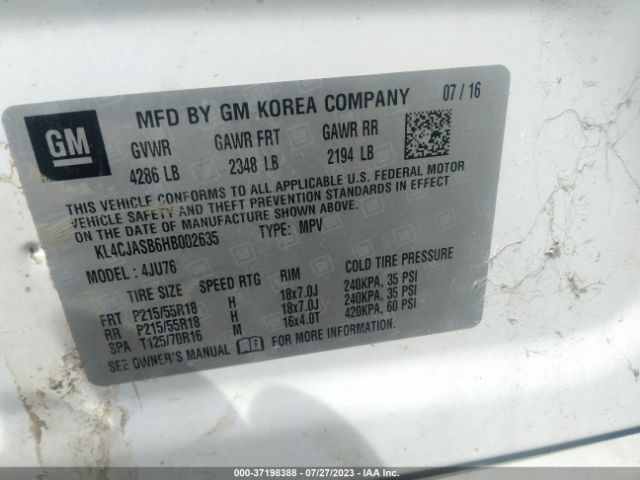 MFD BY GM KOREA COMPANY 07 / 16
GM
GVWR GAWR FRT GAWR RR
4286 LB 2348 LB 2194 LB
THIS VEHICLE CONFORMS TO ALL APPLICABLE U.S. FEDERAL MOTOR
VEHICLE SAFETY AND THEFT PREVENTION STANDARDS IN EFFECT
ON THE DATE OF MANUFACTURE SHOWN ABOVE.
KL4CJASB6HB002635 TYPE: MPV
MODEL: 4JU76
TIRE SIZE SPEED RTG RIM COLD TIRE PRESSURE
FRT P215/55R18 H 18x7.0J 240KPA, 35 PSI
RR P215/55R18 H 18x7.0J 240KPA, 35 PSI
SPA T125/70R16 M 16x4.0T 420KPA, 60 PSI
SEE OWNER'S MANUAL FOR MORE INFORMATION
000-37198388 - 07/27/2023 - IAA Inc.